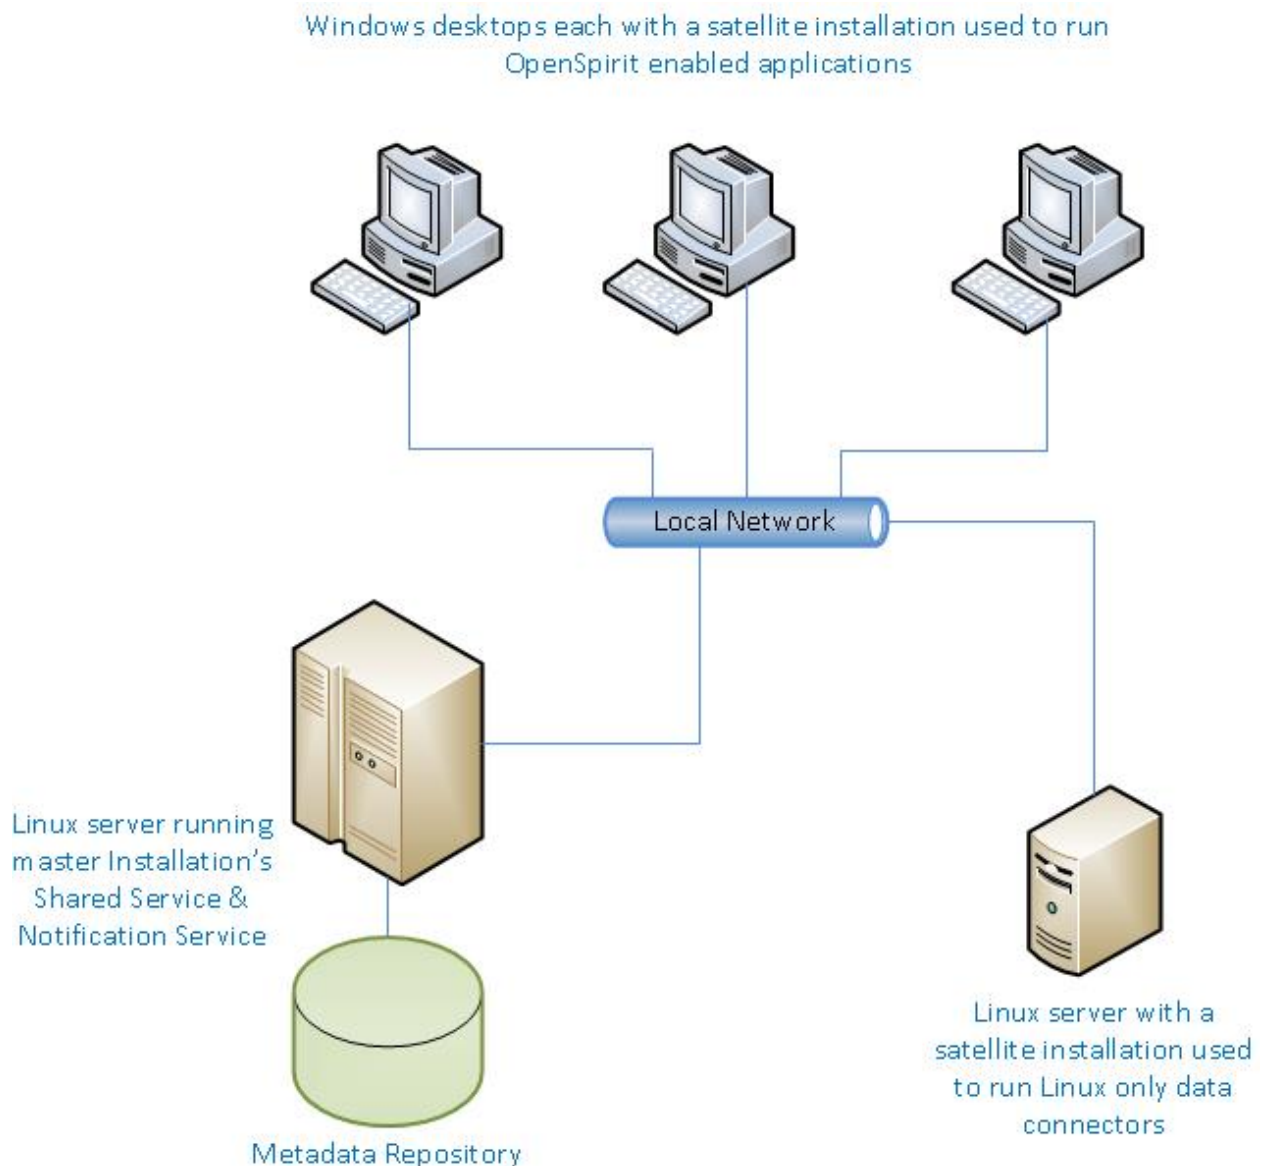 Windows desktops each with a satellite installation used to run
OpenSpirit enabled applications
Local Network
Linux server running
master Installation's
Shared Service &
Notification Service
Metadata Repository
Linux server with a
satellite installation used
to run Linux only data
connectors